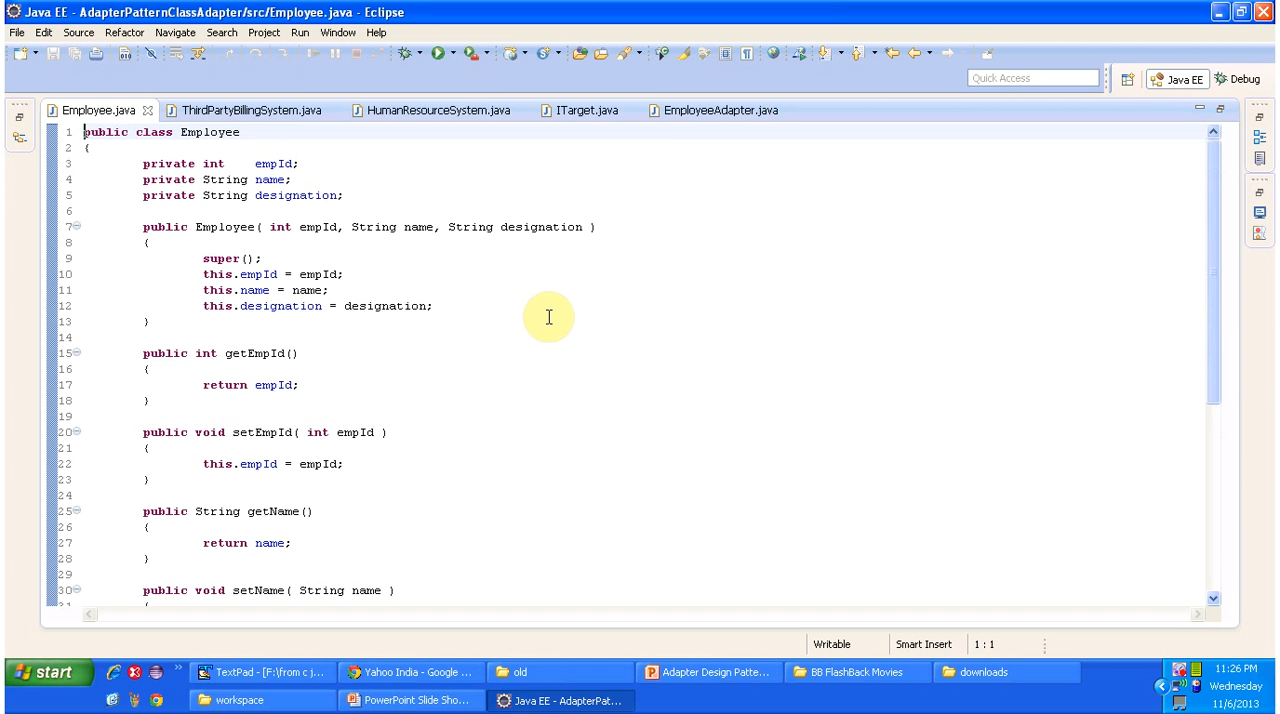 Java EE - AdapterPatternClassAdapter/src/Employee.java - Eclipse
File Edit Source Refactor Navigate Search Project Run Window Help
Quick Access
Java EE
Debug
Employee.java
ThirdPartyBillingSystem.java
HumanResourceSystem.java
ITarget.java
EmployeeAdapter.java
1 public class Employee
2 {
3 private int empId;
4 private String name;
5 private String designation;
6
7 public Employee( int empId, String name, String designation )
8 {
9 super();
10 this.empId = empId;
11 this.name = name;
12 this.designation = designation;
13 }
14
15 public int getEmpId()
16 {
17 return empId;
18 }
19
20 public void setEmpId( int empId )
21 {
22 this.empId = empId;
23 }
24
25 public String getName()
26 {
27 return name;
28 }
29
30 public void setName( String name )
Writable Smart Insert 1 : 1
start
TextPad - [F:\from c j...
Yahoo India - Google ...
old
Adapter Design Patte...
BB FlashBack Movies
downloads
11:26 PM
workspace
PowerPoint Slide Sho...
Java EE - AdapterPat...
Wednesday
11/6/2013